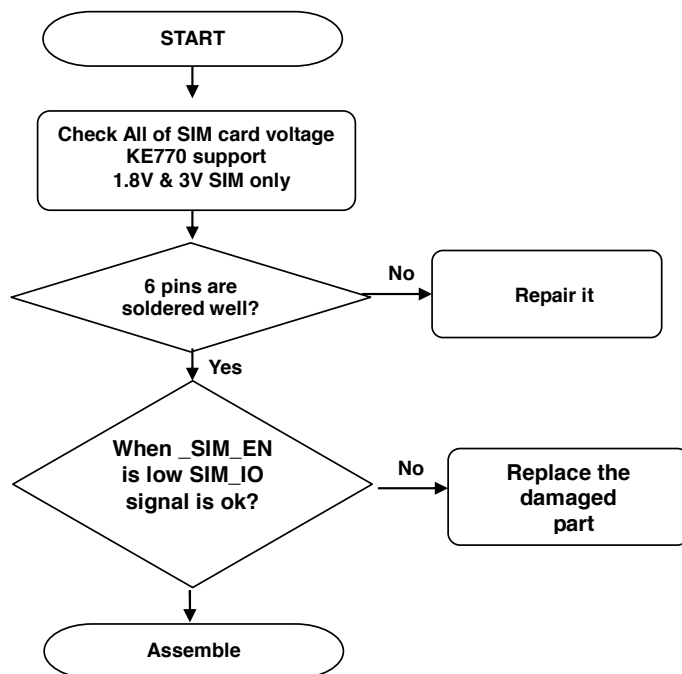 START
Check All of SIM card voltage
KE770 support
1.8V & 3V SIM only
6 pins are
soldered well?
No
Repair it
Yes
When _SIM_EN
is low SIM_IO
signal is ok?
No
Replace the
damaged
part
Assemble